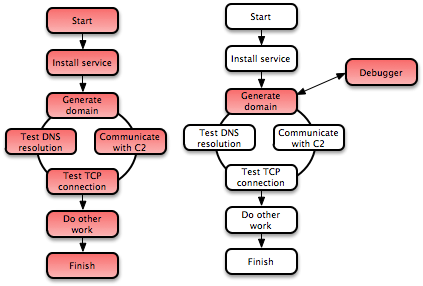 Start
Install service
Generate
domain
Test DNS
resolution
Communicate
with C2
Test TCP
connection
Do other
work
Finish
Start
Install service
Generate
domain
Debugger
Test DNS
resolution
Communicate
with C2
Test TCP
connection
Do other
work
Finish